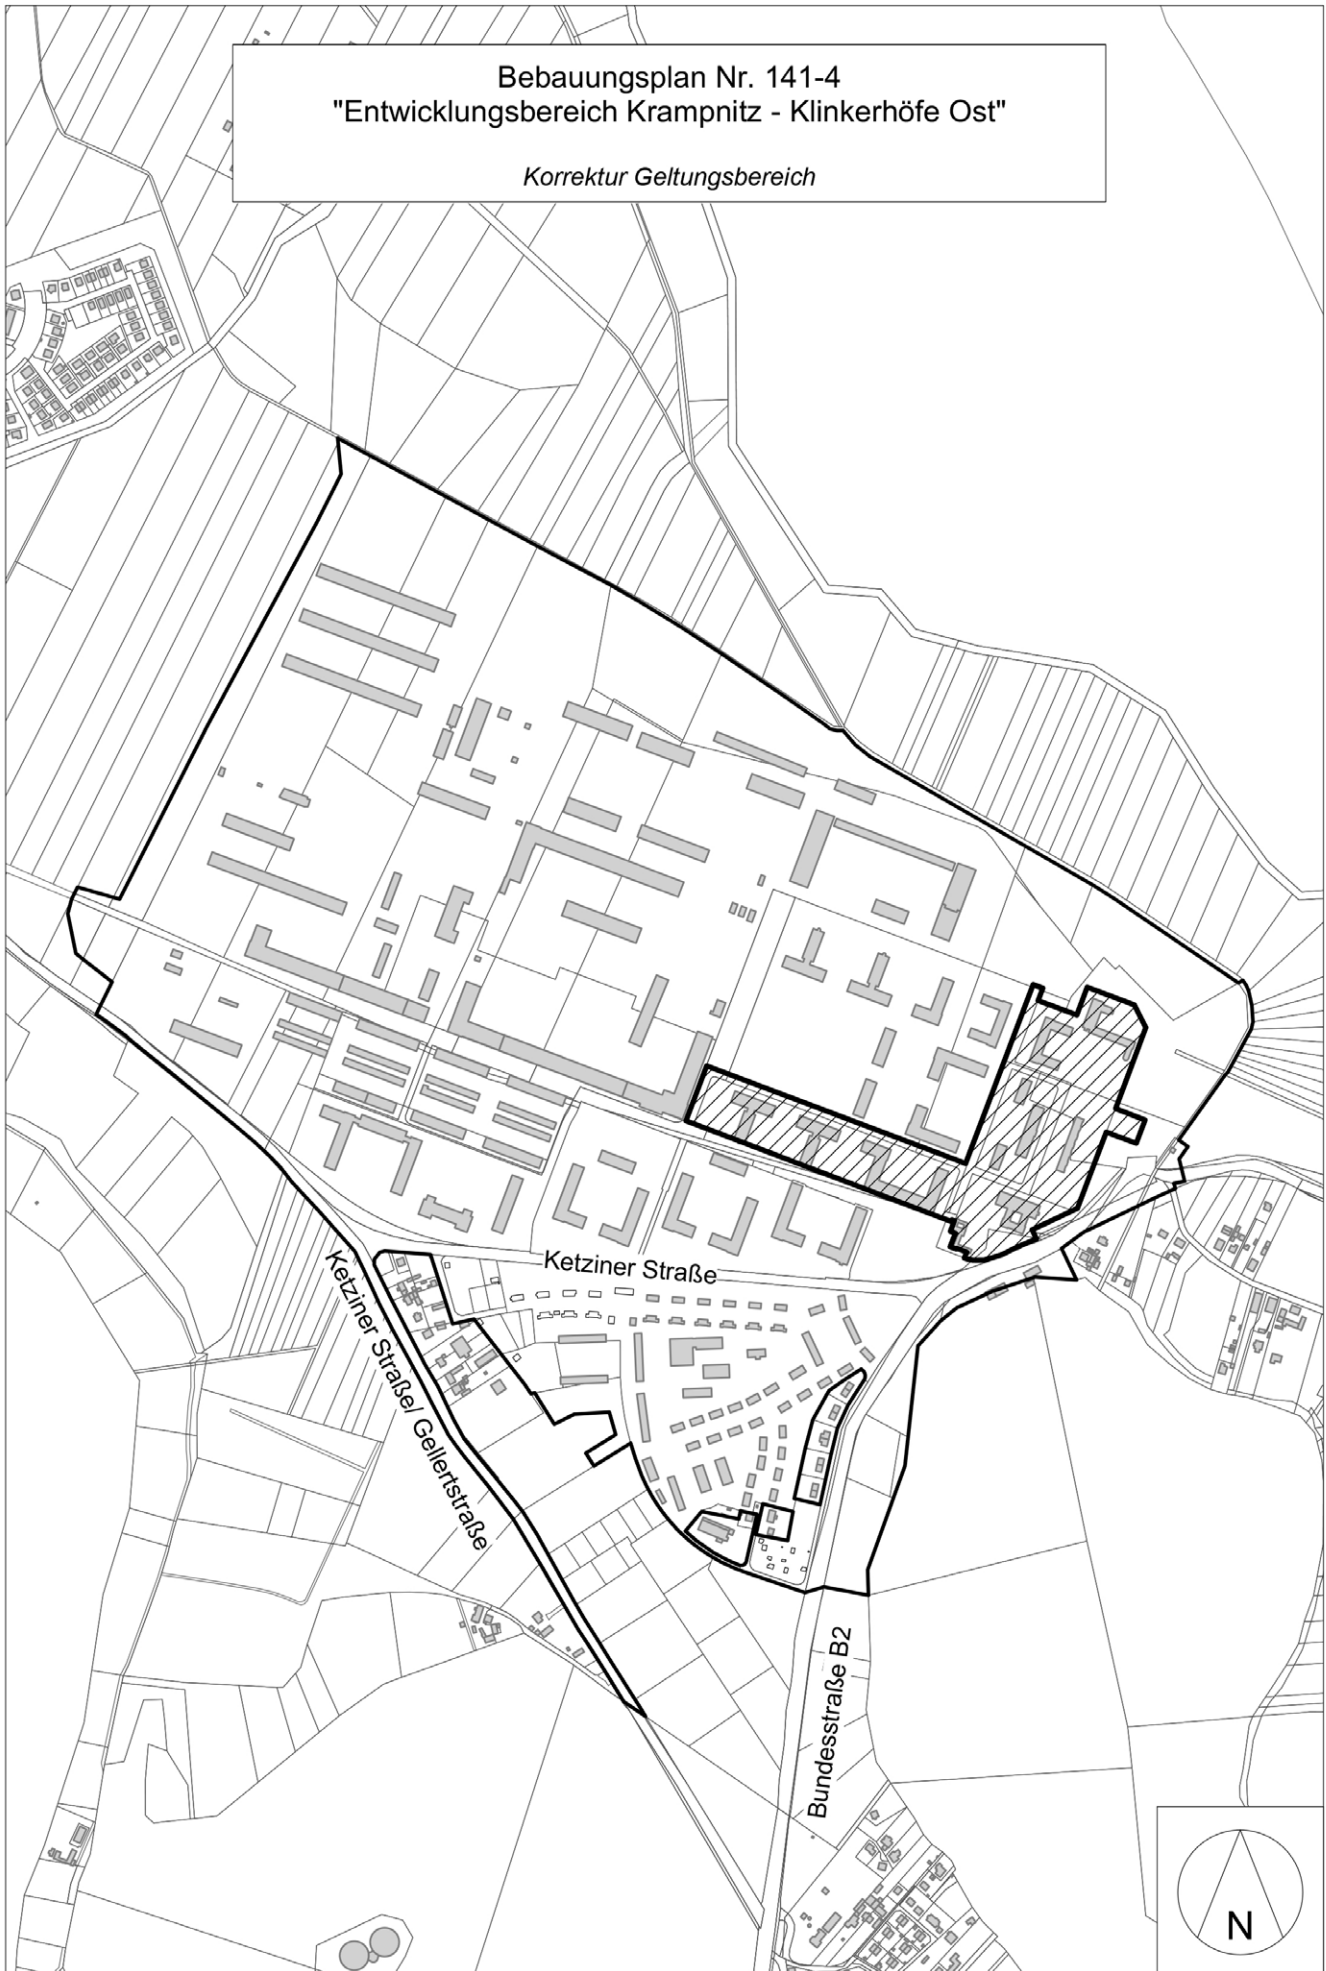 Bebauungsplan Nr. 141-4
"Entwicklungsbereich Krampnitz - Klinkerhöfe Ost"
Korrektur Geltungsbereich
Ketziner Straße
Ketziner Straße/ Gellertstraße
Bundesstraße B2
N